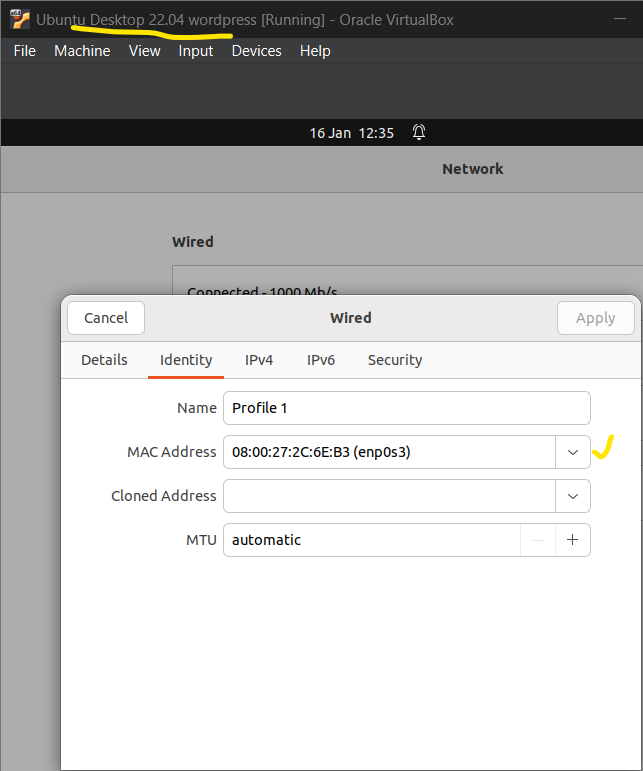 Ubuntu Desktop 22.04 wordpress [Running] - Oracle VirtualBox
File Machine View Input Devices Help
16 Jan 12:35
Network
Wired
Connected - 1000 Mb/s
Cancel Wired Apply
Details Identity IPv4 IPv6 Security
Name Profile 1
MAC Address 08:00:27:2C:6E:B3 (enp0s3)
Cloned Address
MTU automatic